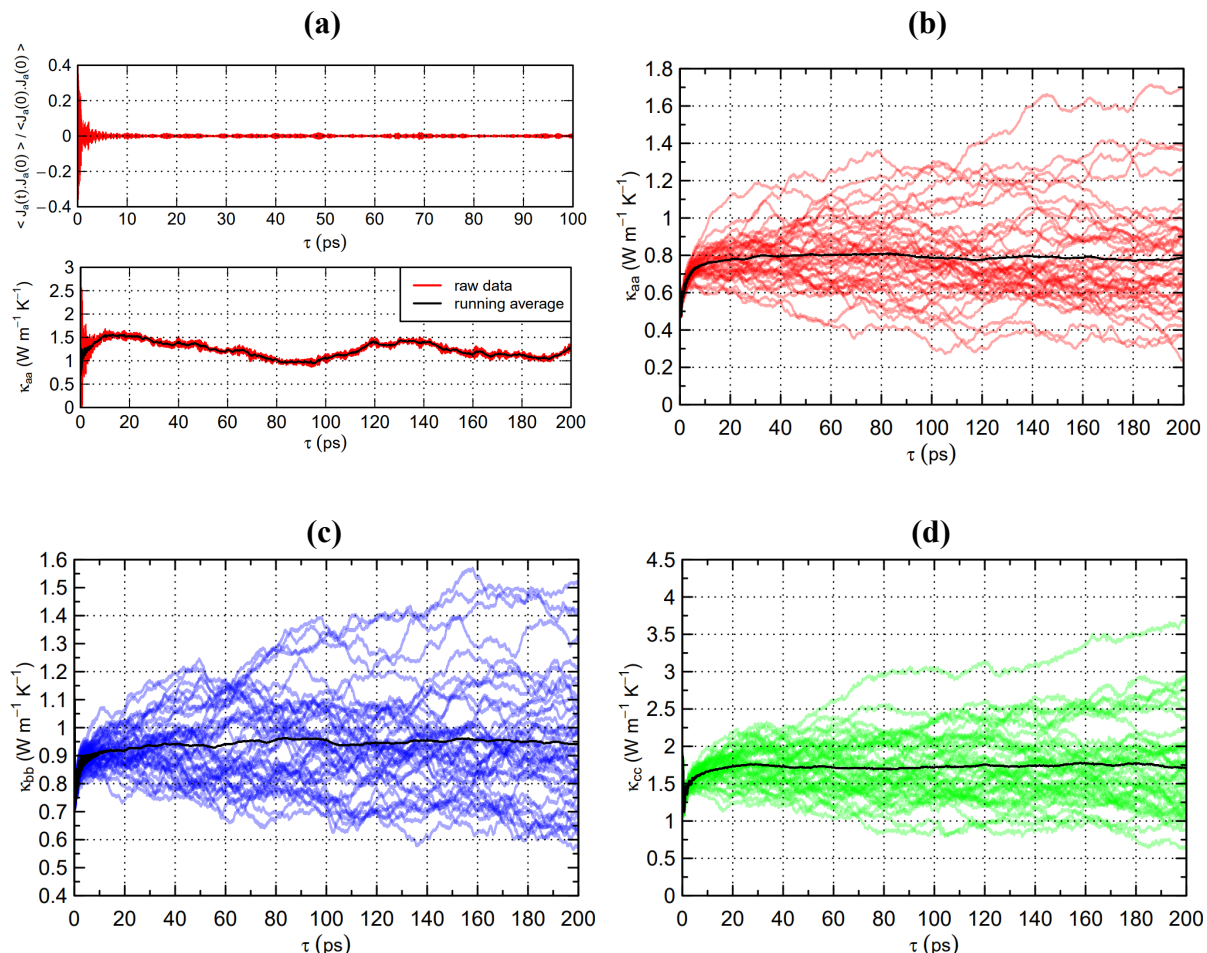 (a)
< Jₐ(t).Jₐ(0) > / <Jₐ(0).Jₐ(0) >
0.4
0.2
0
−0.2
−0.4
0 10 20 30 40 50 60 70 80 90 100
τ (ps)
κaa (W m⁻¹ K⁻¹)
3
2.5
2
1.5
1
0.5
0
raw data
running average
0 20 40 60 80 100 120 140 160 180 200
τ (ps)
(b)
κaa (W m⁻¹ K⁻¹)
1.8
1.6
1.4
1.2
1
0.8
0.6
0.4
0.2
0
0 20 40 60 80 100 120 140 160 180 200
τ (ps)
(c)
κbb (W m⁻¹ K⁻¹)
1.6
1.5
1.4
1.3
1.2
1.1
1
0.9
0.8
0.7
0.6
0.5
0.4
0 20 40 60 80 100 120 140 160 180 200
τ (ps)
(d)
κcc (W m⁻¹ K⁻¹)
4.5
4
3.5
3
2.5
2
1.5
1
0.5
0
0 20 40 60 80 100 120 140 160 180 200
τ (ps)